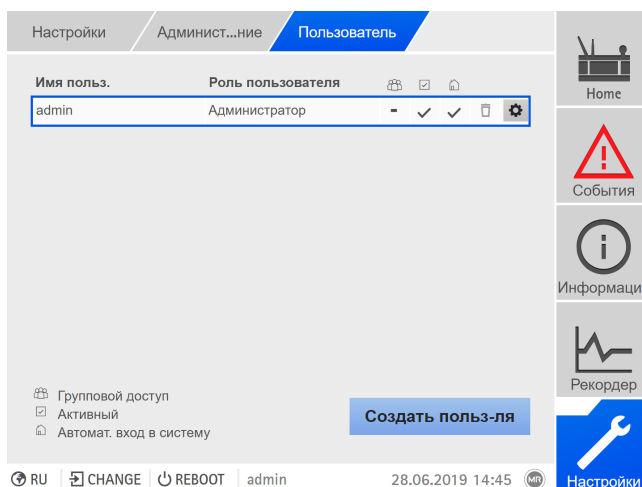 Настройки Админист...ние Пользователь
Home
Имя польз. Роль пользователя
admin Администратор
События
Информаци
Рекордер
Групповой доступ
Активный
Автомат. вход в систему
Создать польз-ля
RU CHANGE REBOOT admin 28.06.2019 14:45 MR
Настройки